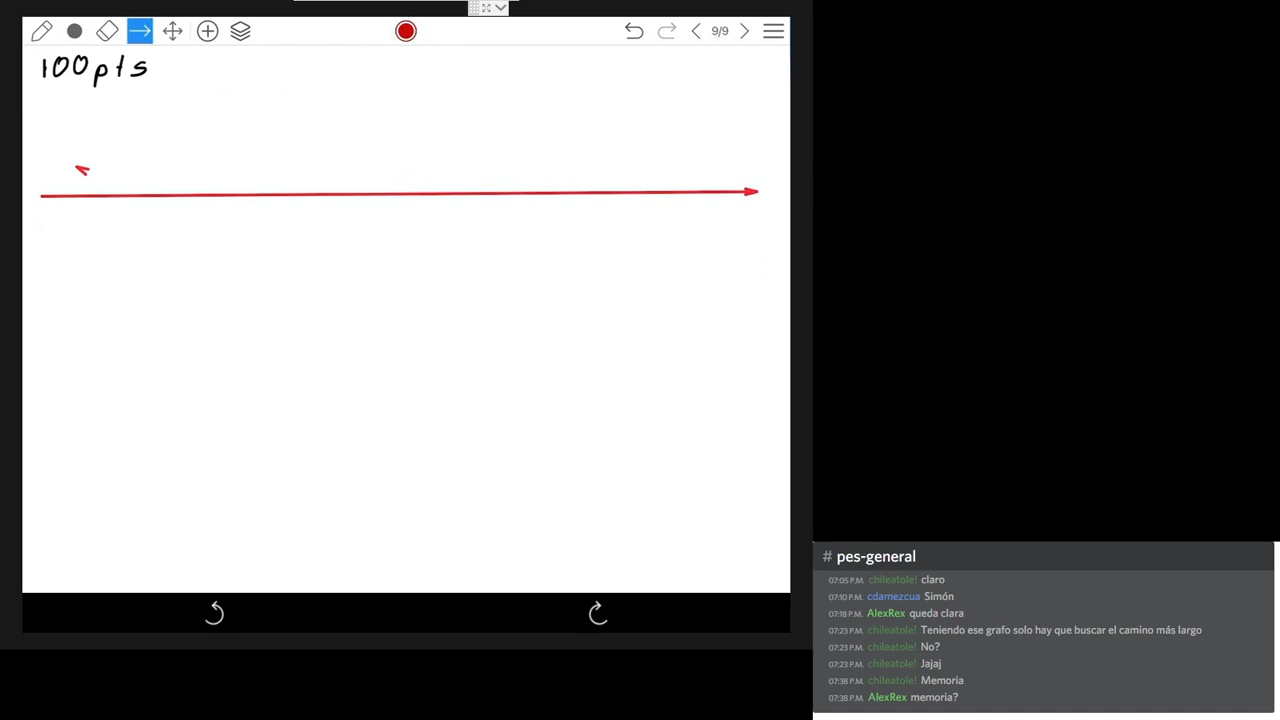 9/9
100pts
# pes-general
07:05 P.M. chileatole! claro
07:10 P.M. cdamezcua Simón
07:18 P.M. AlexRex queda clara
07:23 P.M. chileatole! Teniendo ese grafo solo hay que buscar el camino más largo
07:23 P.M. chileatole! No?
07:23 P.M. chileatole! Jajaj
07:38 P.M. chileatole! Memoria
07:38 P.M. AlexRex memoria?